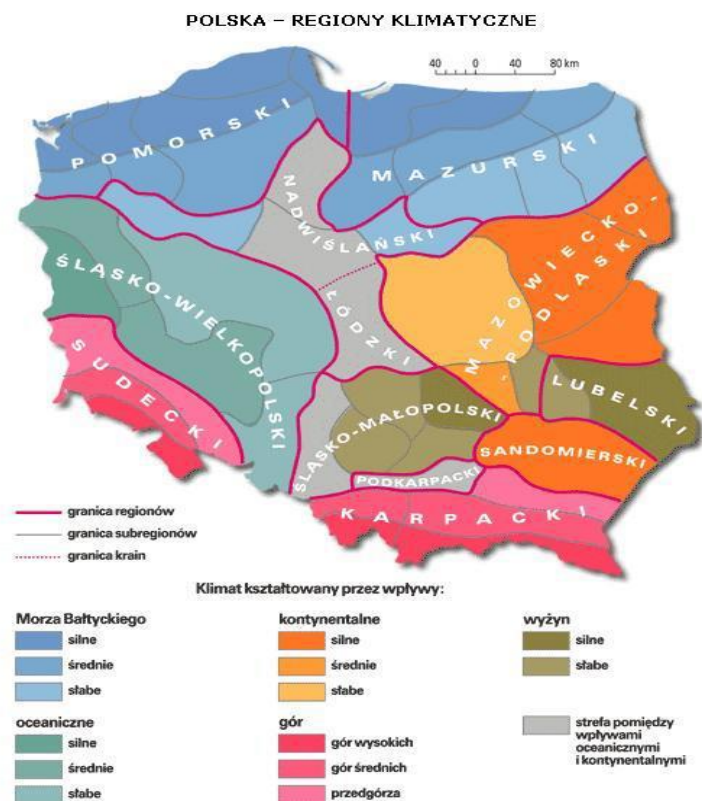 POLSKA – REGIONY KLIMATYCZNE
40 0 40 80 km
POMORSKI
MAZURSKI
NADWIŚLAŃSKI
MAZOWIECKO-
-PODLASKI
ŚLĄSKO-WIELKOPOLSKI
ŁÓDZKI
SUDECKI
ŚLĄSKO-MAŁOPOLSKI
LUBELSKI
SANDOMIERSKI
PODKARPACKI
KARPACKI
granica regionów
granica subregionów
granica krain
Klimat kształtowany przez wpływy:
Morza Bałtyckiego
silne
średnie
słabe
kontynentalne
silne
średnie
słabe
wyżyn
silne
słabe
oceaniczne
silne
średnie
słabe
gór
gór wysokich
gór średnich
przedgórza
strefa pomiędzy
wpływami
oceanicznymi
i kontynentalnymi